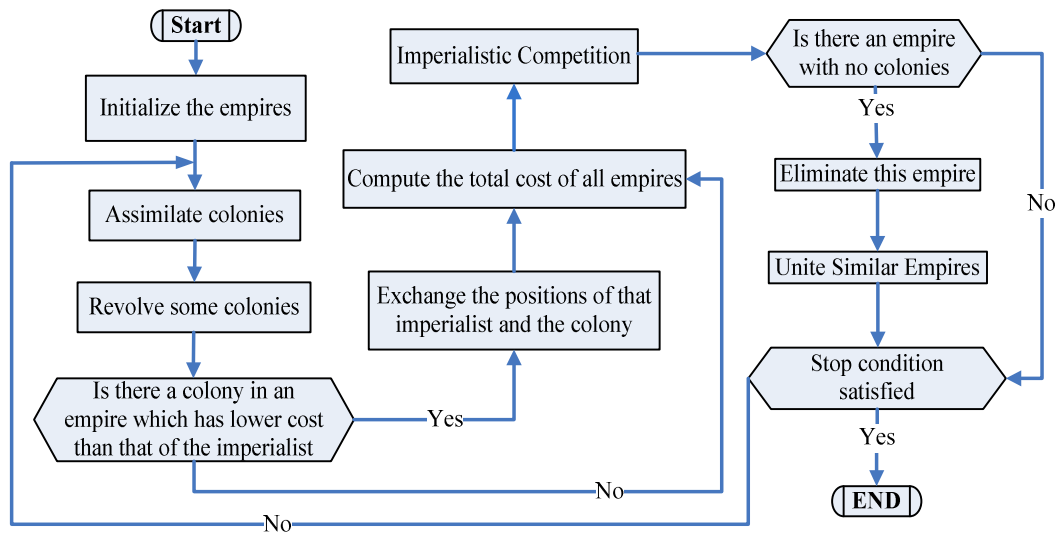 Start
Initialize the empires
Assimilate colonies
Revolve some colonies
Is there a colony in an
empire which has lower cost
than that of the imperialist
Yes
No
Exchange the positions of that
imperialist and the colony
Compute the total cost of all empires
Imperialistic Competition
Is there an empire
with no colonies
Yes
No
Eliminate this empire
Unite Similar Empires
Stop condition
satisfied
Yes
No
END